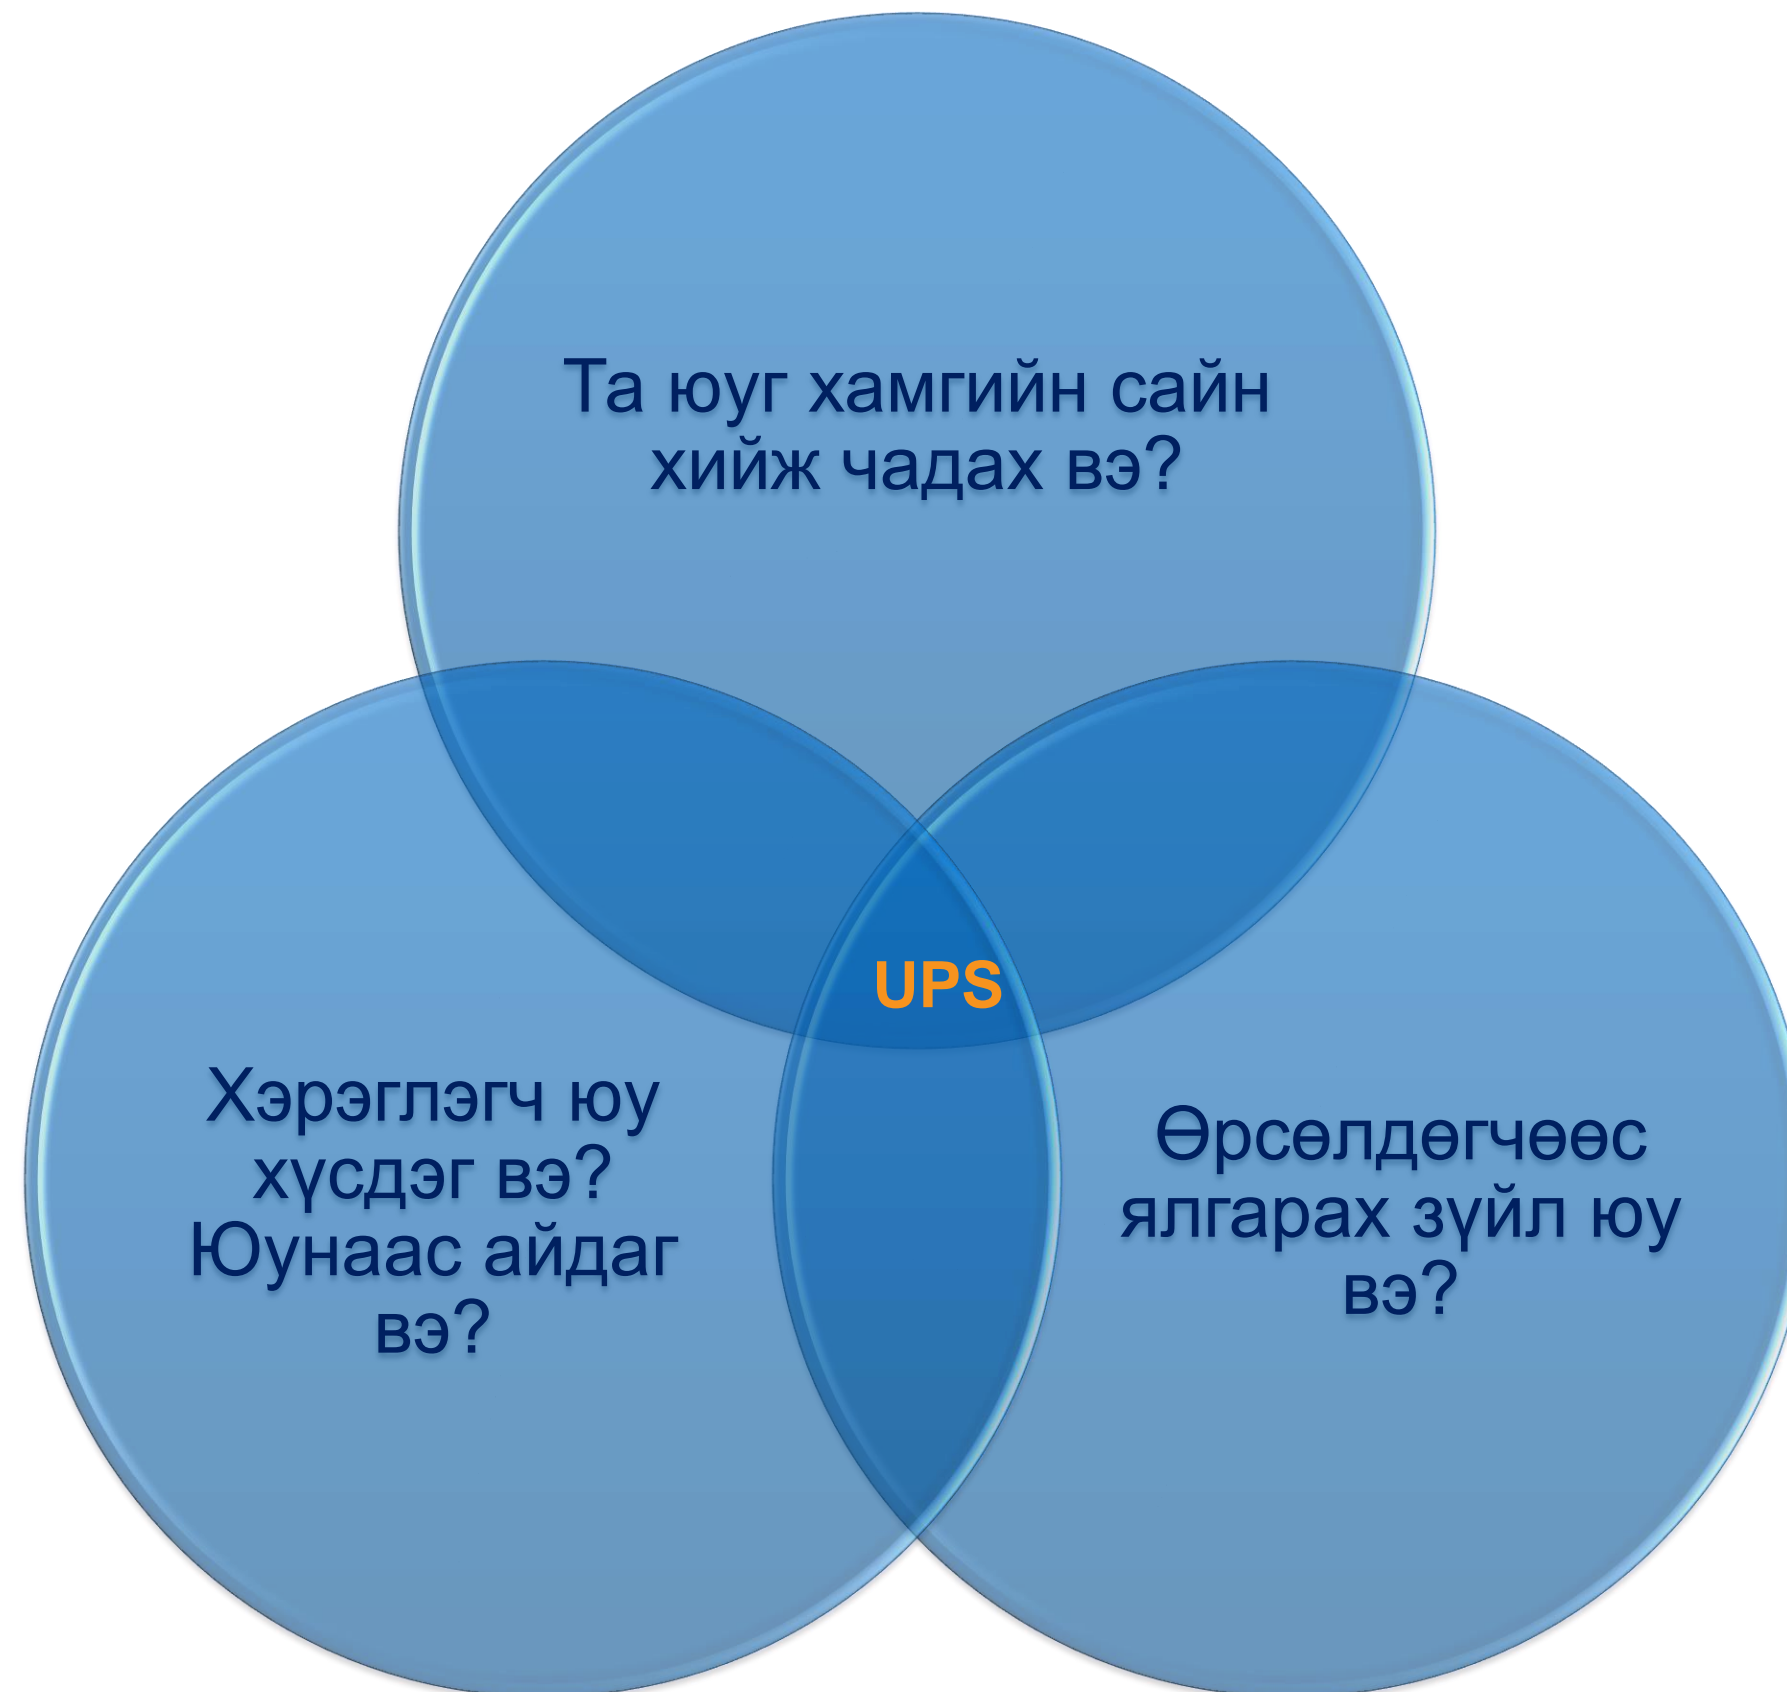 Та юуг хамгийн сайн
хийж чадах вэ?
UPS
Хэрэглэгч юу
хүсдэг вэ?
Юунаас айдаг
вэ?
Өрсөлдөгчөөс
ялгарах зүйл юу
вэ?